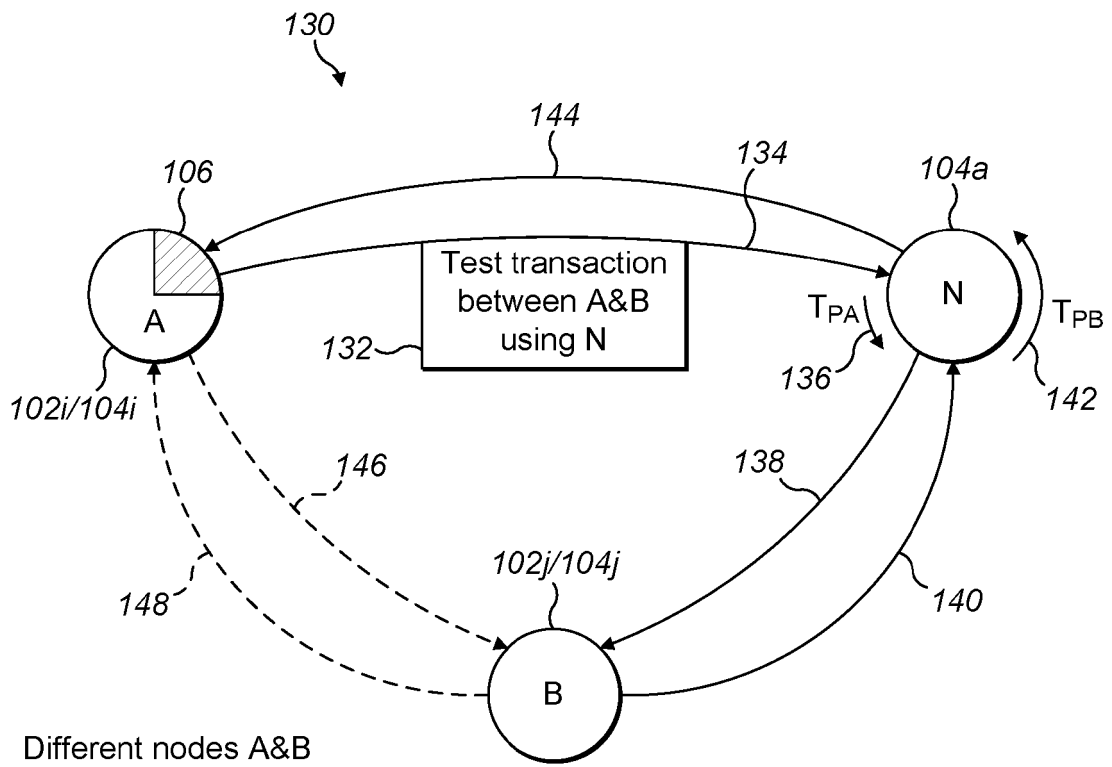 130
144
134
106
104a
Test transaction
between A&B
using N
A
N
TPA
TPB
132
136
142
102i/104i
146
138
102j/104j
148
140
B
Different nodes A&B